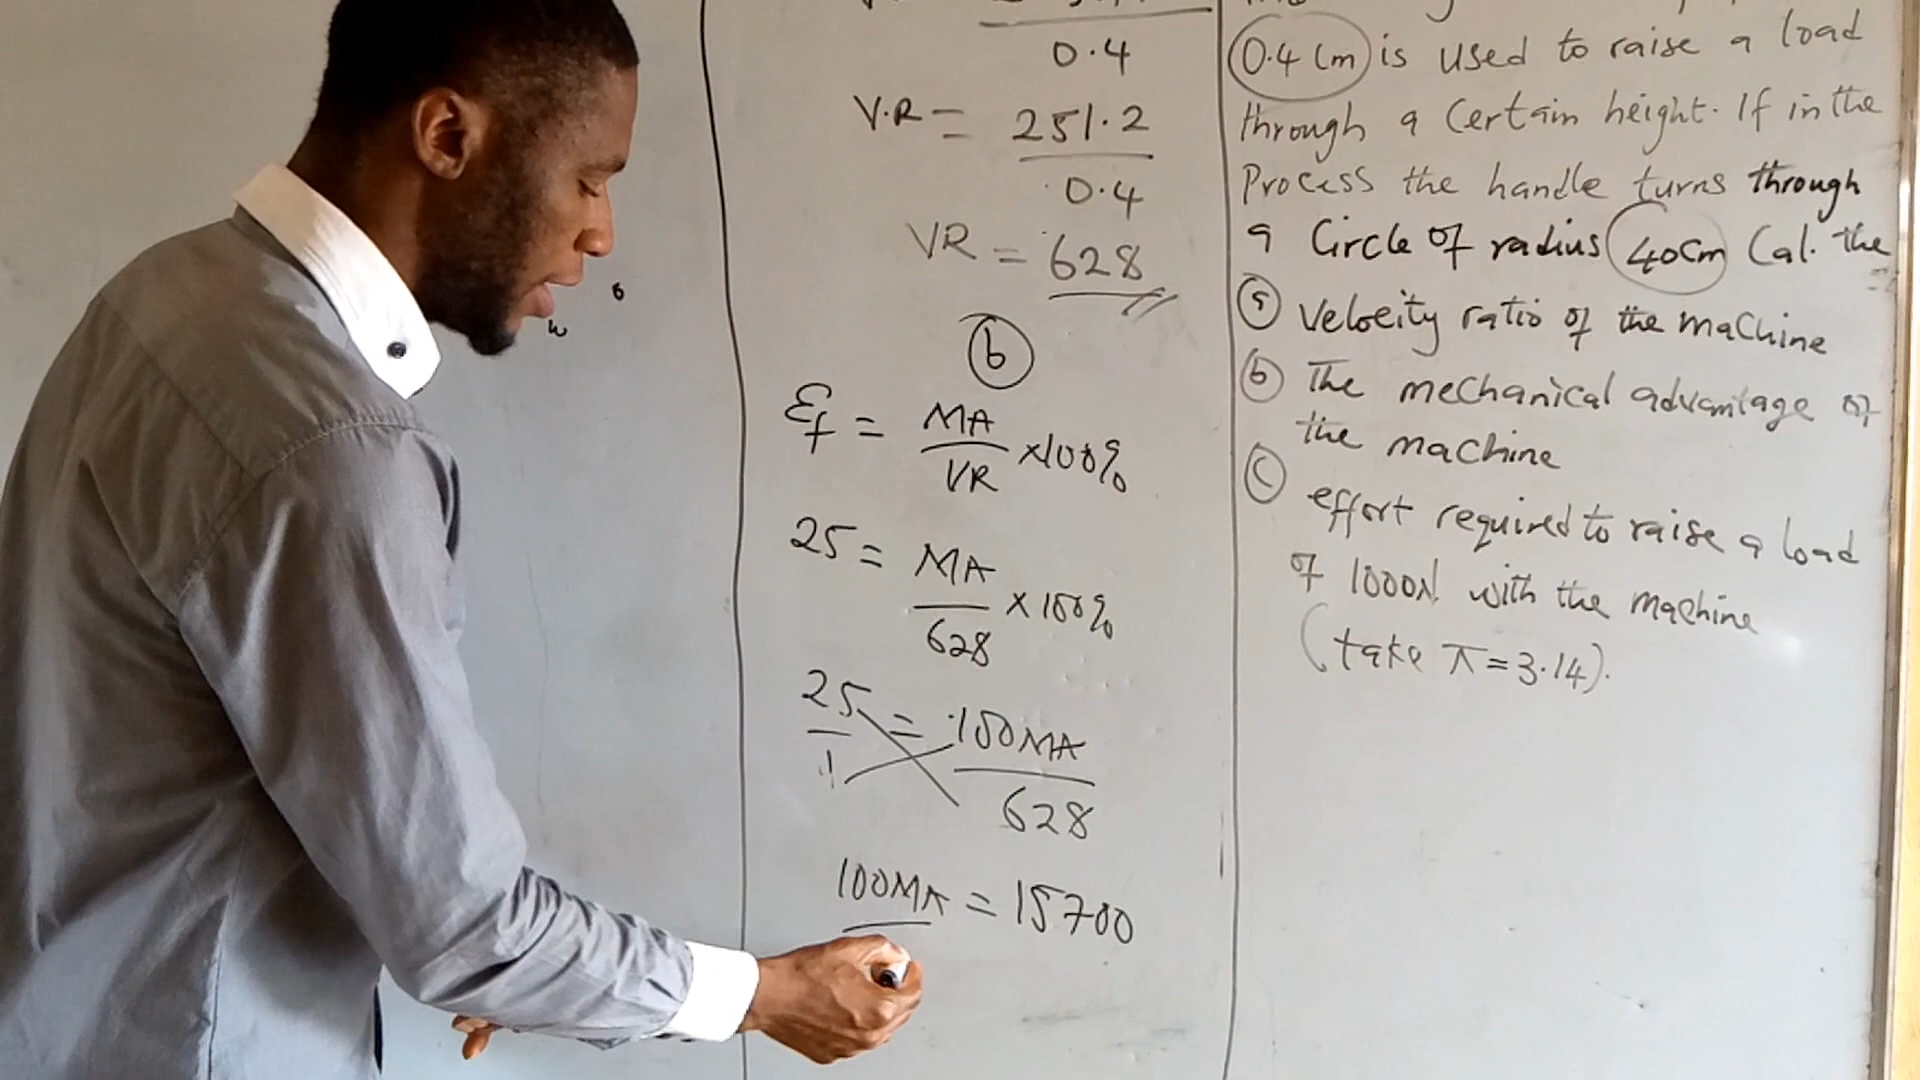 0.4
V.R = 251.2
0.4
VR = 628
b
Ef = MA
VR
×100%
25 = MA
628
× 100%
25 = 100MA
1
628
100MA = 15700
0.4cm is used to raise a load
through a certain height. If in the
Process the handle turns through
a Circle of radius 40cm Cal. the
a Velocity ratio of the machine
b The mechanical advantage of
the machine
c effort required to raise a load
of 1000N with the machine
(take π = 3.14).